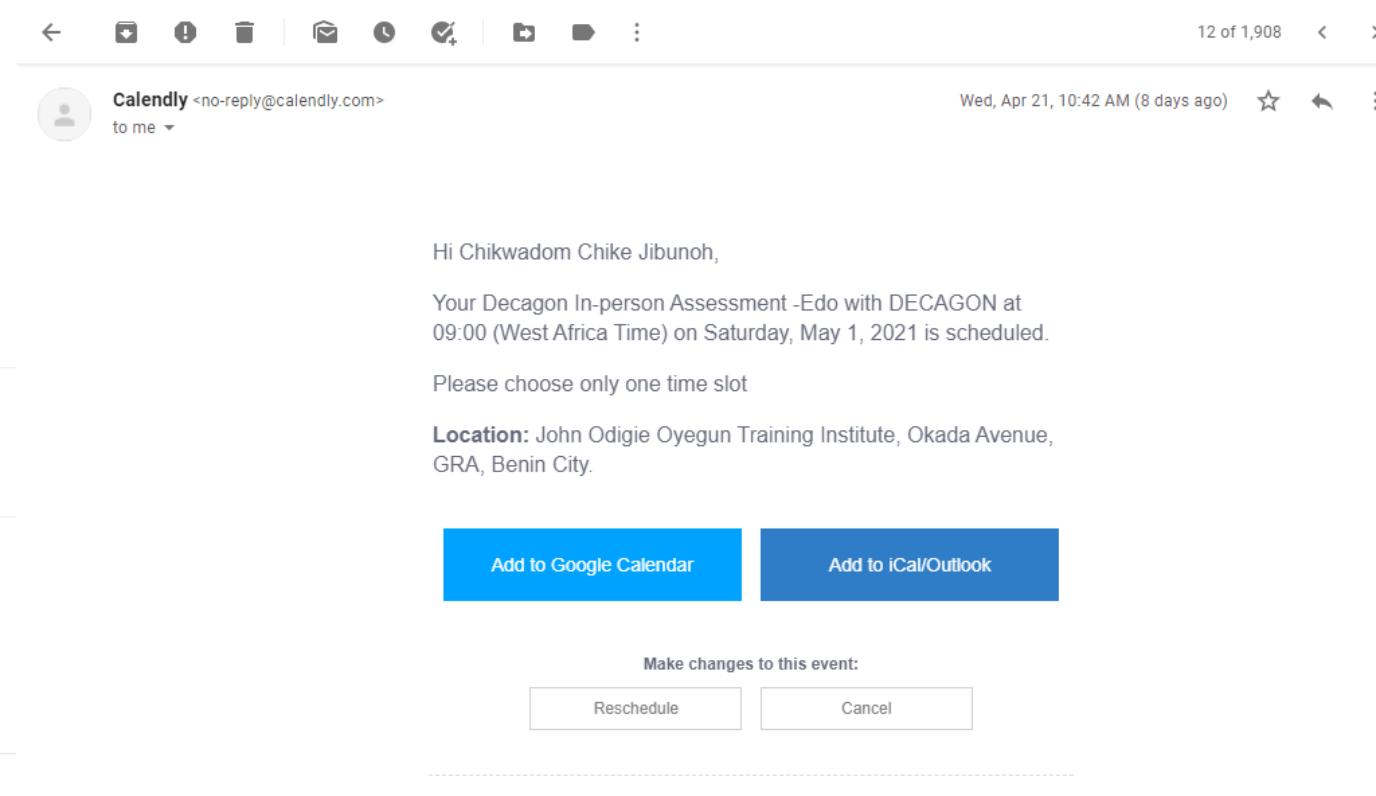 12 of 1,908
Calendly <no-reply@calendly.com>
Wed, Apr 21, 10:42 AM (8 days ago)
to me
Hi Chikwadom Chike Jibunoh,
Your Decagon In-person Assessment -Edo with DECAGON at
09:00 (West Africa Time) on Saturday, May 1, 2021 is scheduled.
Please choose only one time slot
Location: John Odigie Oyegun Training Institute, Okada Avenue,
GRA, Benin City.
Add to Google Calendar
Add to iCal/Outlook
Make changes to this event:
Reschedule
Cancel